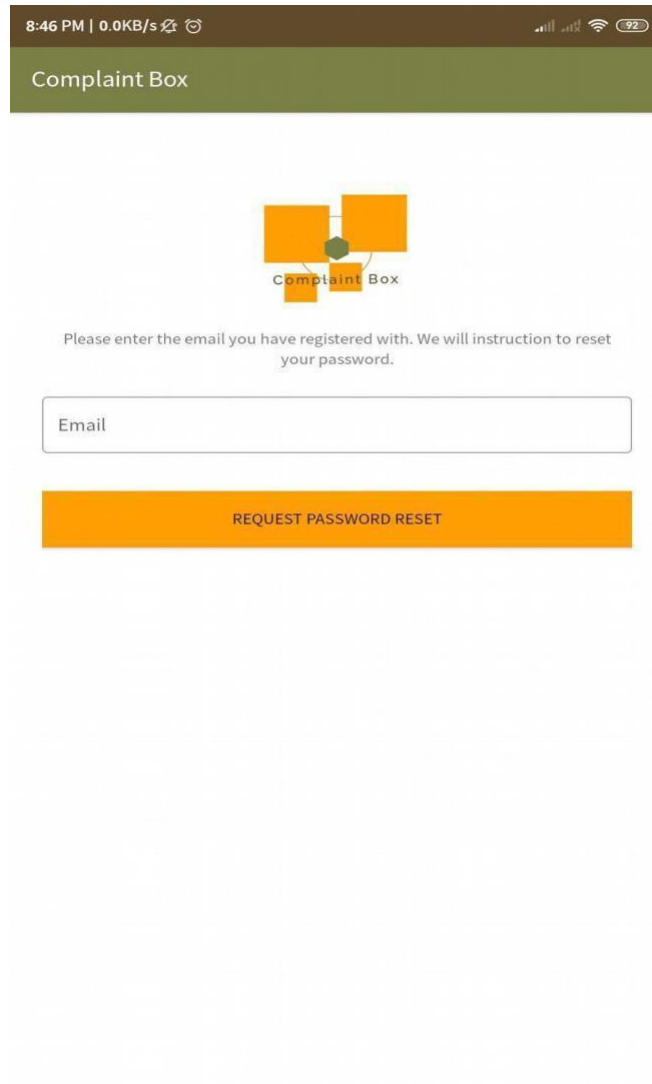 8:46 PM | 0.0KB/s
92
Complaint Box
Complaint Box
Please enter the email you have registered with. We will instruction to reset
your password.
Email
REQUEST PASSWORD RESET